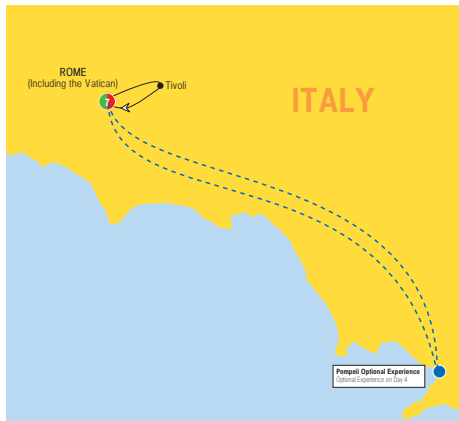 ROME
(Including the Vatican)
7
Tivoli
ITALY
Pompeii Optional Experience
Optional Experience on Day 4